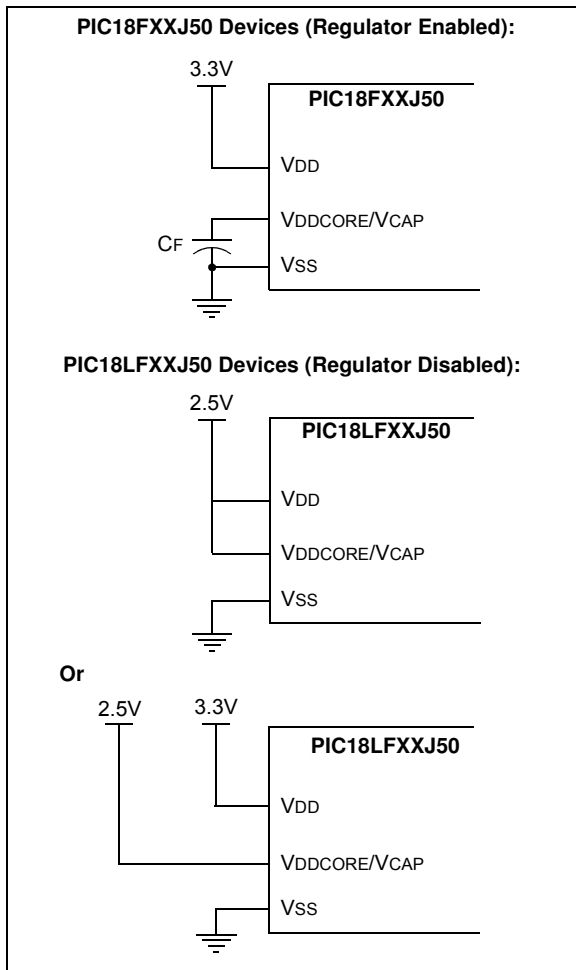 PIC18FXXJ50 Devices (Regulator Enabled):
3.3V
PIC18FXXJ50
VDD
VDDCORE/VCAP
CF
VSS
PIC18LFXXJ50 Devices (Regulator Disabled):
2.5V
PIC18LFXXJ50
VDD
VDDCORE/VCAP
VSS
Or
2.5V 3.3V
PIC18LFXXJ50
VDD
VDDCORE/VCAP
VSS